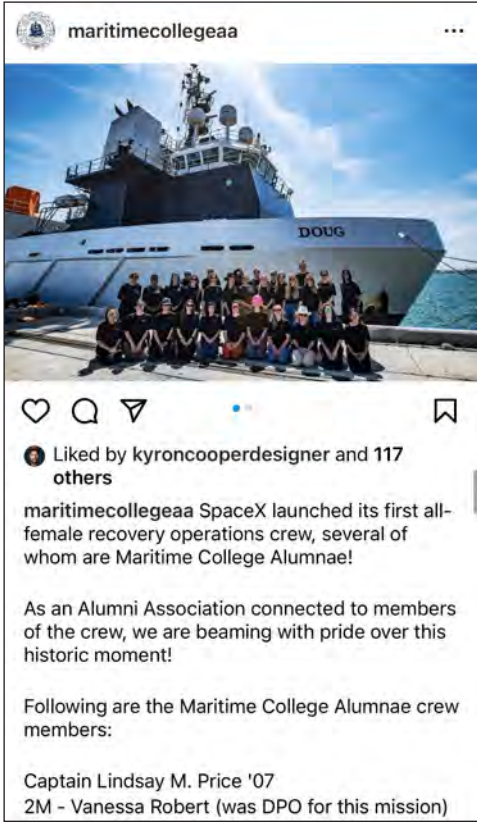 maritimecollegeaa
DOUG
Liked by kyroncooperdesigner and 117
others
maritimecollegeaa SpaceX launched its first all-
female recovery operations crew, several of
whom are Maritime College Alumnae!
As an Alumni Association connected to members
of the crew, we are beaming with pride over this
historic moment!
Following are the Maritime College Alumnae crew
members:
Captain Lindsay M. Price '07
2M - Vanessa Robert (was DPO for this mission)